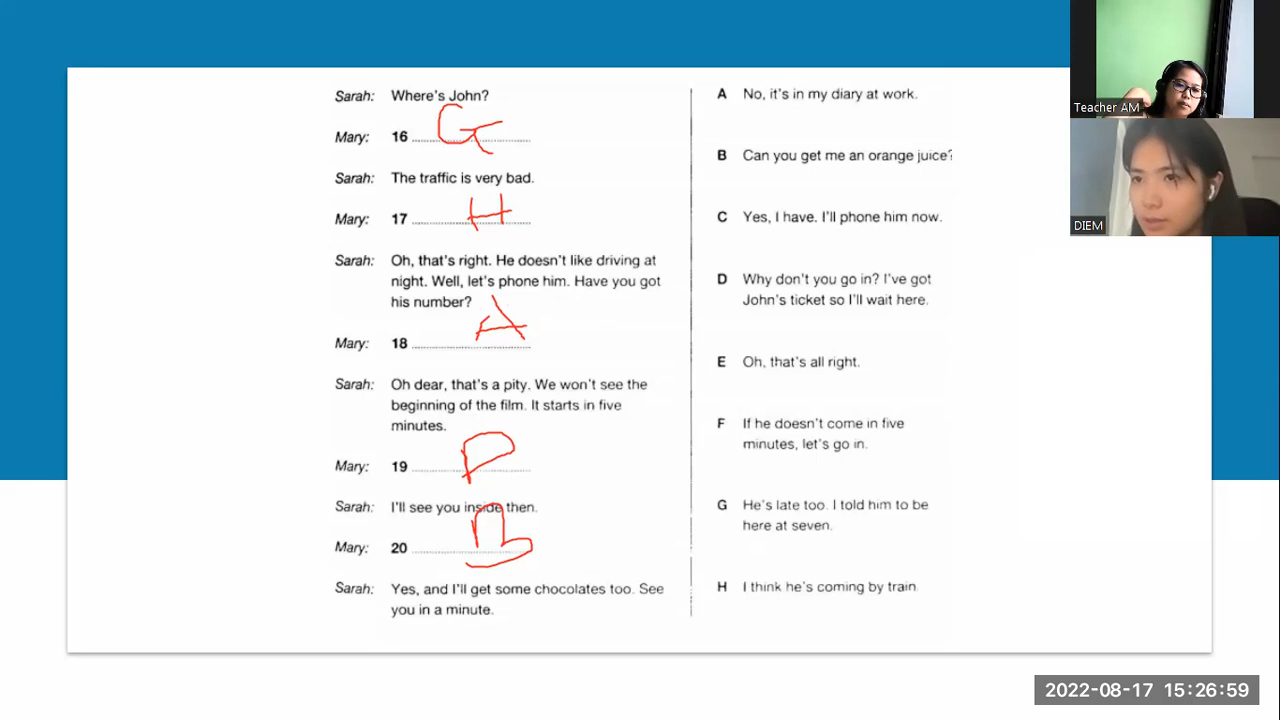 Sarah: Where's John?
Mary: 16 G
Sarah: The traffic is very bad.
Mary: 17 H
Sarah: Oh, that's right. He doesn't like driving at
night. Well, let's phone him. Have you got
his number?
Mary: 18 A
Sarah: Oh dear, that's a pity. We won't see the
beginning of the film. It starts in five
minutes.
Mary: 19 D
Sarah: I'll see you inside then.
Mary: 20 B
Sarah: Yes, and I'll get some chocolates too. See
you in a minute.
A No, it's in my diary at work.
B Can you get me an orange juice?
C Yes, I have. I'll phone him now.
D Why don't you go in? I've got
John's ticket so I'll wait here.
E Oh, that's all right.
F If he doesn't come in five
minutes, let's go in.
G He's late too. I told him to be
here at seven.
H I think he's coming by train.
Teacher AM
DIEM
2022-08-17 15:26:59